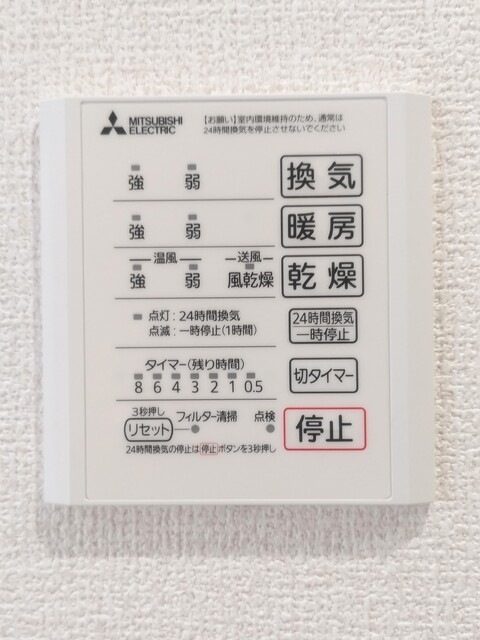 MITSUBISHI
ELECTRIC
【お願い】室内環境維持のため、通常は
24時間換気を停止させないでください
強 弱 換気
強 弱 暖房
温風 送風
強 弱 風乾燥 乾燥
点灯：24時間換気
点滅：一時停止(1時間)
24時間換気
一時停止
タイマー(残り時間)
8 6 4 3 2 1 0.5
切タイマー
3秒押し
リセット フィルター清掃 点検
停止
24時間換気の停止は停止ボタンを3秒押し